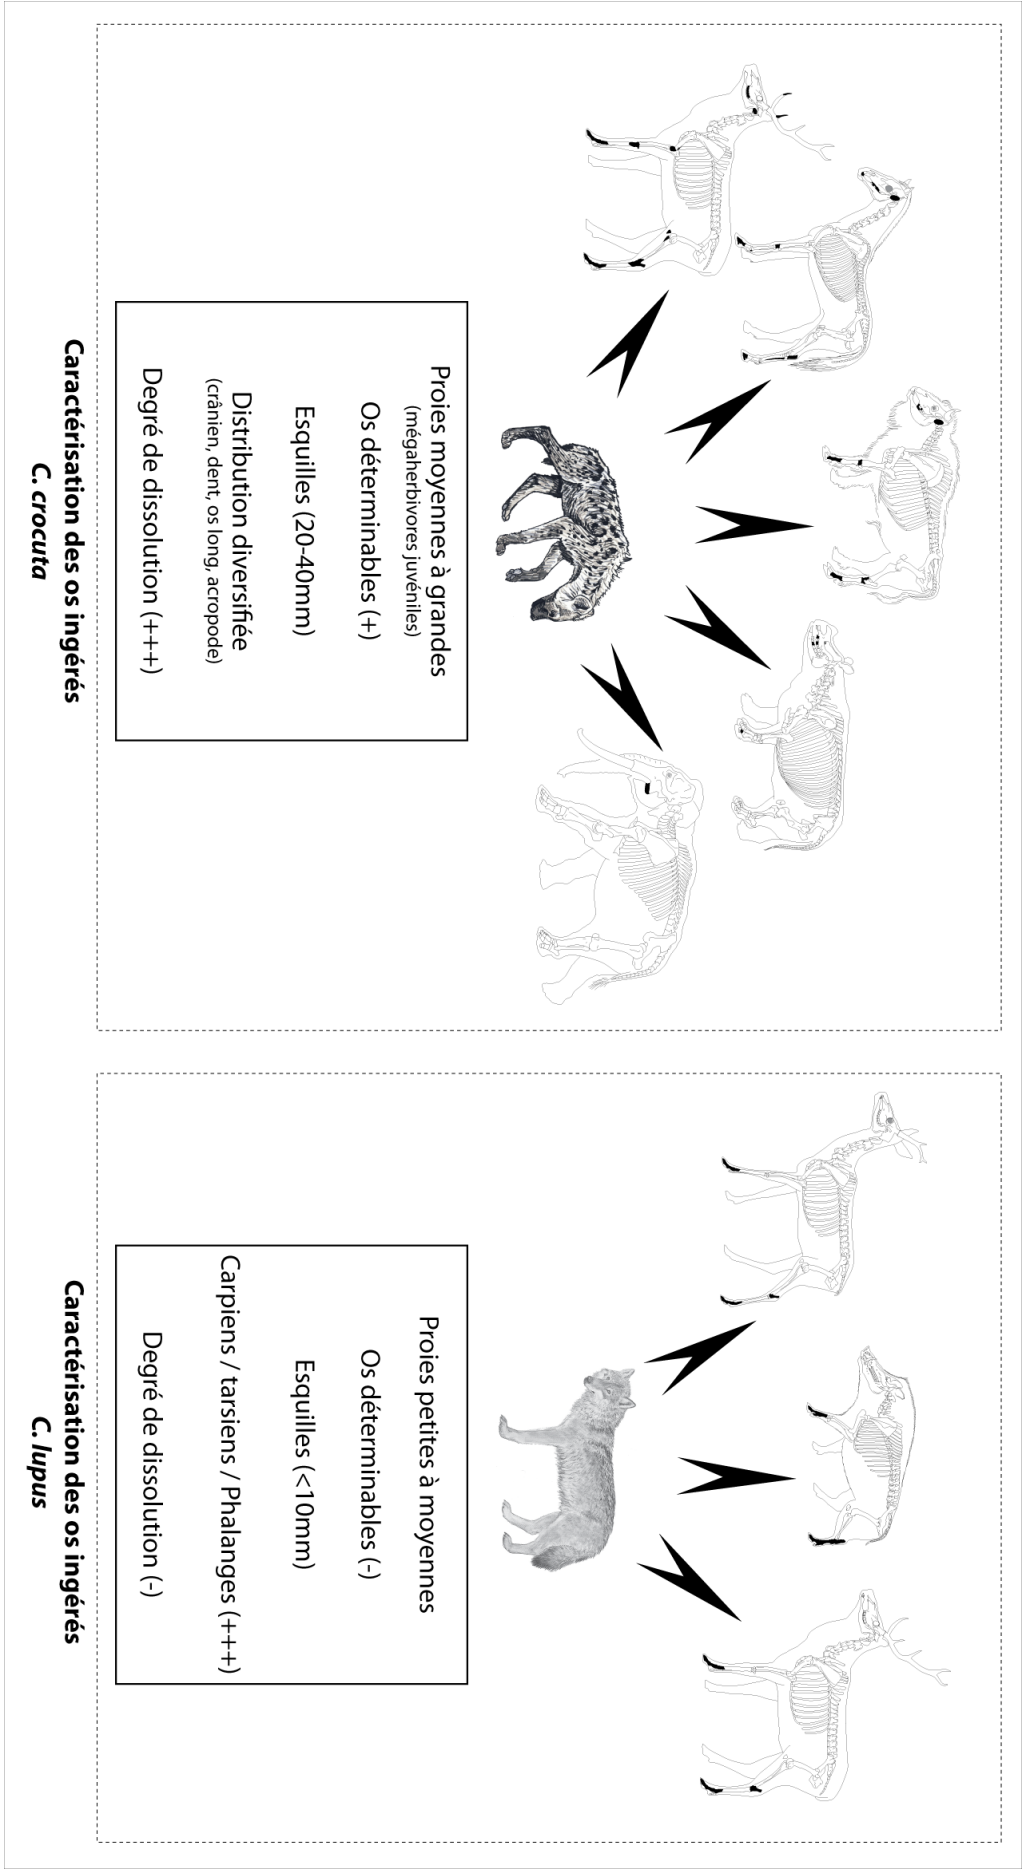 Proies moyennes à grandes
(mégaherbivores juvéniles)
Os déterminables (+)
Esquilles (20-40mm)
Distribution diversifiée
(crânien, dent, os long, acropode)
Degré de dissolution (+++)
Caractérisation des os ingérés
C. crocuta
Proies petites à moyennes
Os déterminables (-)
Esquilles (<10mm)
Carpiens / tarsiens / Phalanges (+++)
Degré de dissolution (-)
Caractérisation des os ingérés
C. lupus